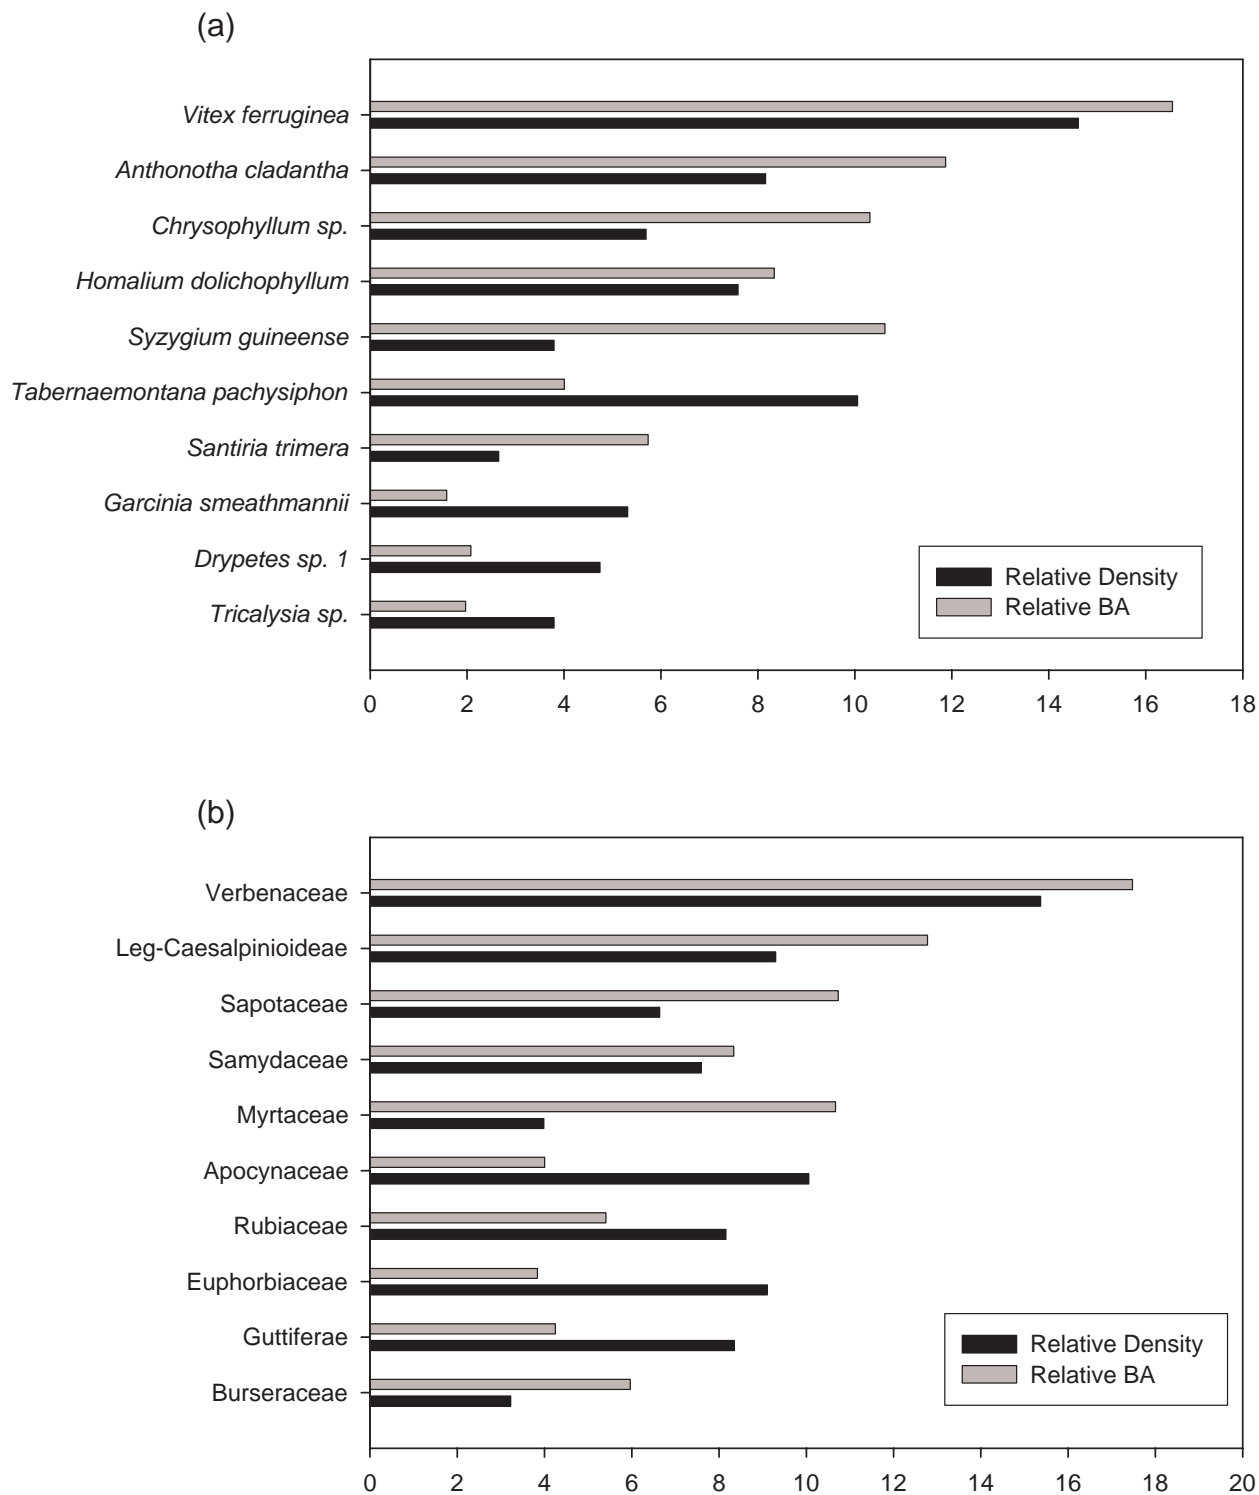 (a)
Vitex ferruginea
Anthonotha cladantha
Chrysophyllum sp.
Homalium dolichophyllum
Syzygium guineense
Tabernaemontana pachysiphon
Santiria trimera
Garcinia smeathmannii
Drypetes sp. 1
Tricalysia sp.
Relative Density
Relative BA
0 2 4 6 8 10 12 14 16 18
(b)
Verbenaceae
Leg-Caesalpinioideae
Sapotaceae
Samydaceae
Myrtaceae
Apocynaceae
Rubiaceae
Euphorbiaceae
Guttiferae
Burseraceae
Relative Density
Relative BA
0 2 4 6 8 10 12 14 16 18 20